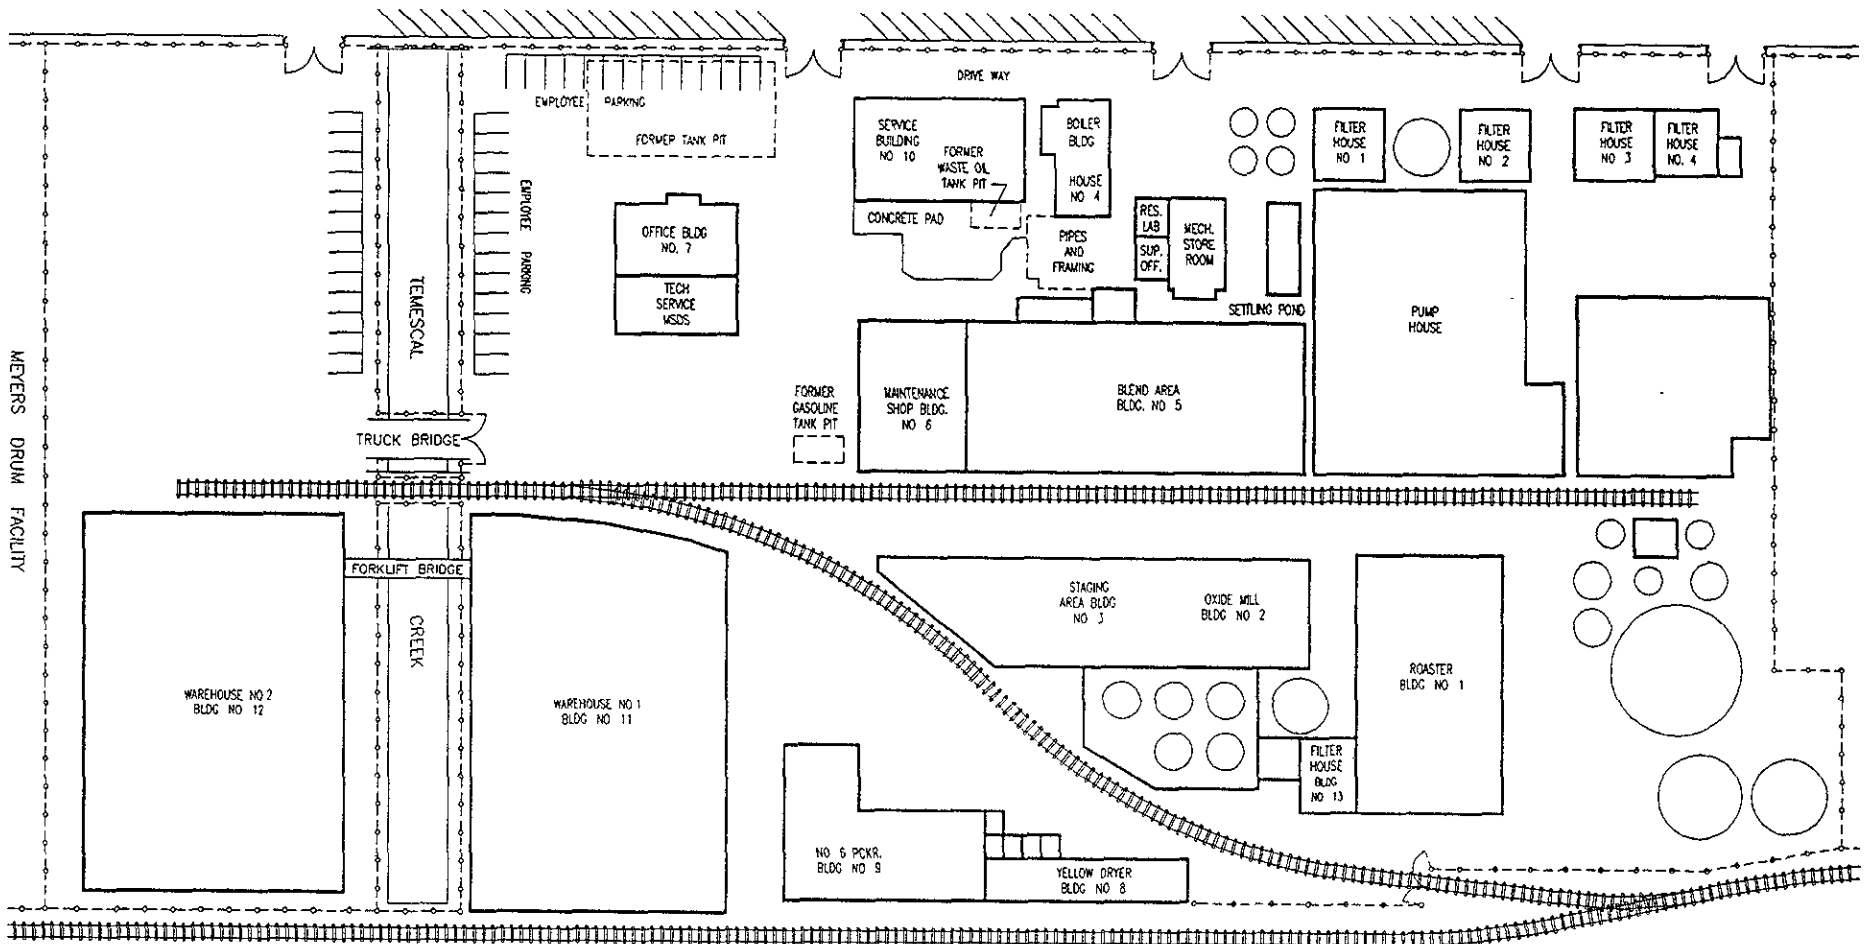 DRIVE WAY
EMPLOYEE PARKING
FORMER TANK PIT
SERVICE
BUILDING
NO 10
FORMER
WASTE OIL
TANK PIT
BOILER
BLDG
HOUSE
NO 4
FILTER
HOUSE
NO 1
FILTER
HOUSE
NO 2
FILTER
HOUSE
NO 3
FILTER
HOUSE
NO. 4
EMPLOYEE PARKING
OFFICE BLDG
NO. 7
TECH
SERVICE
MSDS
CONCRETE PAD
PIPES
AND
FRAMING
RES.
LAB
SUP.
OFF.
MECH.
STORE
ROOM
SETTLING POND
PUMP
HOUSE
TEMESCAL
MEYERS DRUM FACILITY
FORMER
GASOLINE
TANK PIT
MAINTENANCE
SHOP BLDG.
NO 6
BLEND AREA
BLDG. NO 5
TRUCK BRIDGE
FORKLIFT BRIDGE
CREEK
STAGING
AREA BLDG
NO 3
OXIDE MILL
BLDG NO 2
WAREHOUSE NO 2
BLDG NO 12
WAREHOUSE NO 1
BLDG NO 11
ROASTER
BLDG NO 1
FILTER
HOUSE
BLDG
NO 13
NO 6 PCKR.
BLDG NO 9
YELLOW DRYER
BLDG NO 8